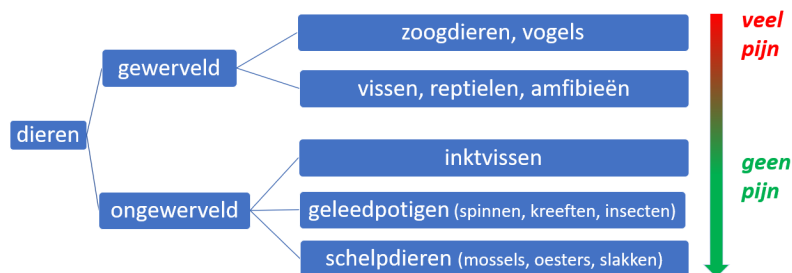 zoogdieren, vogels
veel
pijn
gewerveld
vissen, reptielen, amfibieën
dieren
inktvissen
geen
pijn
ongewerveld
geleedpotigen (spinnen, kreeften, insecten)
schelpdieren (mossels, oesters, slakken)